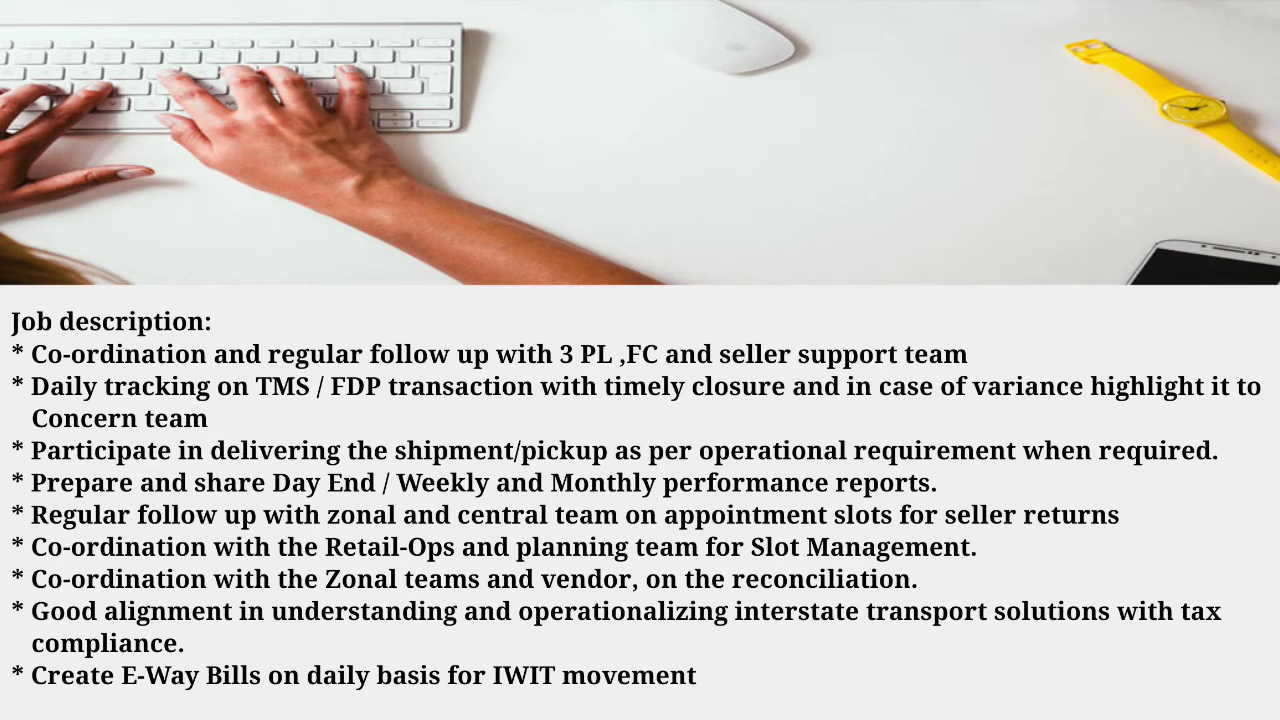 Job description:
* Co-ordination and regular follow up with 3 PL ,FC and seller support team
* Daily tracking on TMS / FDP transaction with timely closure and in case of variance highlight it to
Concern team
* Participate in delivering the shipment/pickup as per operational requirement when required.
* Prepare and share Day End / Weekly and Monthly performance reports.
* Regular follow up with zonal and central team on appointment slots for seller returns
* Co-ordination with the Retail-Ops and planning team for Slot Management.
* Co-ordination with the Zonal teams and vendor, on the reconciliation.
* Good alignment in understanding and operationalizing interstate transport solutions with tax
compliance.
* Create E-Way Bills on daily basis for IWIT movement